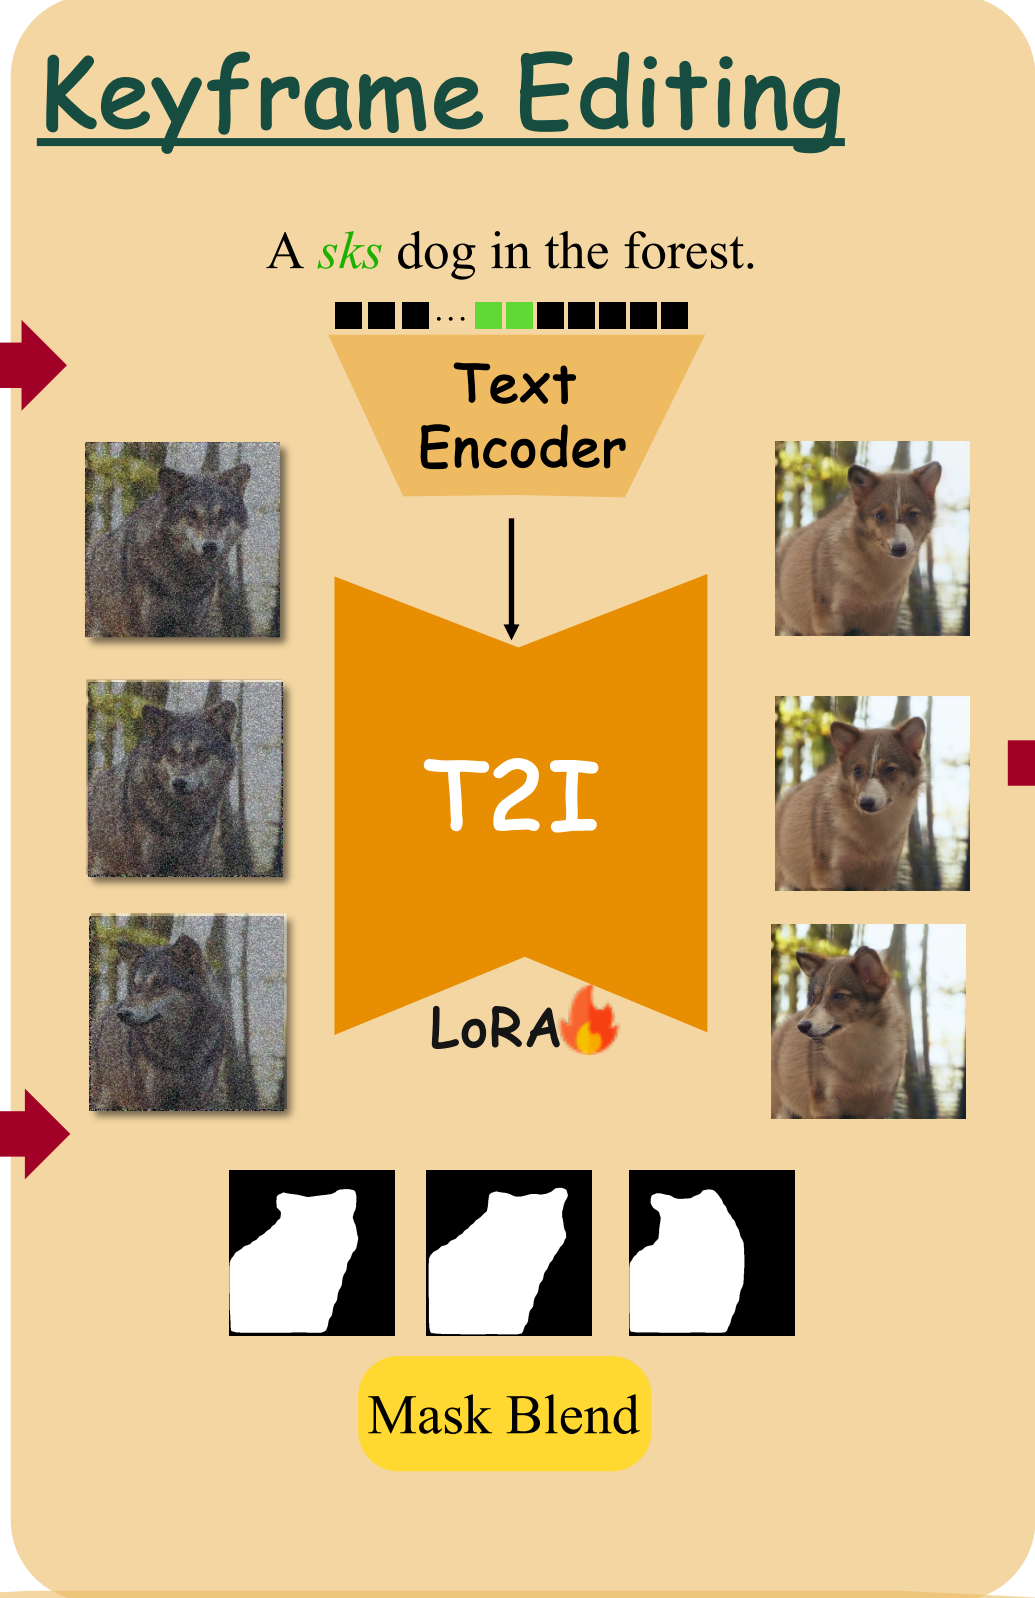 Keyframe Editing
A sks dog in the forest.
...
Text
Encoder
T2I
LoRA
Mask Blend